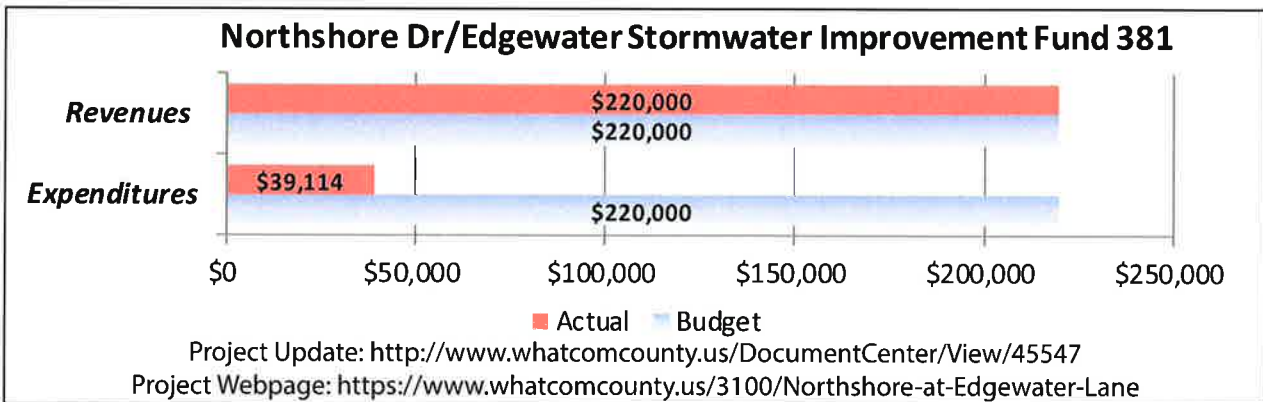 Northshore Dr/Edgewater Stormwater Improvement Fund 381
Revenues
$220,000
$220,000
Expenditures
$39,114
$220,000
$0 $50,000 $100,000 $150,000 $200,000 $250,000
Actual Budget
Project Update: http://www.whatcomcounty.us/DocumentCenter/View/45547
Project Webpage: https://www.whatcomcounty.us/3100/Northshore-at-Edgewater-Lane